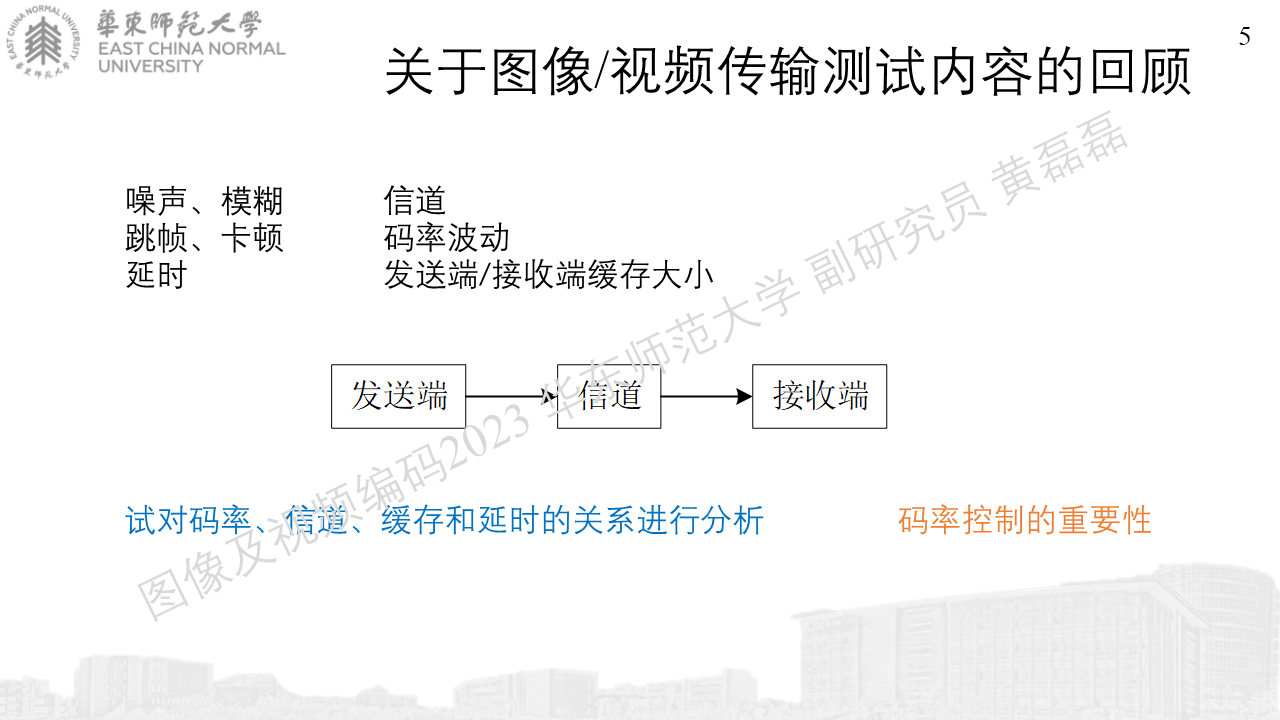 華東師范大學
EAST CHINA NORMAL
UNIVERSITY
EAST CHINA NORMAL UNIVERSITY
華東師范大學
5
关于图像/视频传输测试内容的回顾
噪声、模糊 信道
跳帧、卡顿 码率波动
延时 发送端/接收端缓存大小
发送端 信道 接收端
试对码率、信道、缓存和延时的关系进行分析 码率控制的重要性
图像及视频编码2023 华东师范大学 副研究员 黄磊磊